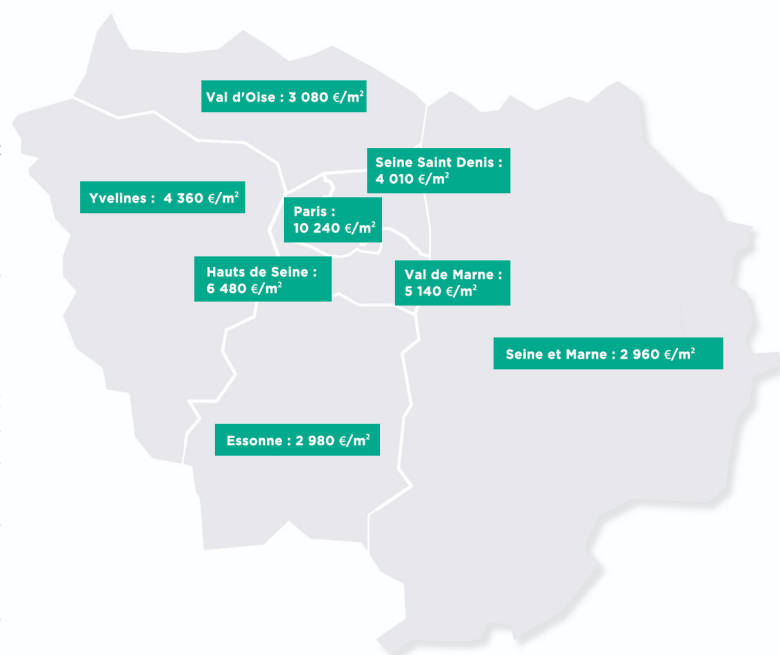 Val d'Oise : 3 080 €/m²
Seine Saint Denis :
4 010 €/m²
Yvelines : 4 360 €/m²
Paris :
10 240 €/m²
Hauts de Seine :
6 480 €/m²
Val de Marne :
5 140 €/m²
Seine et Marne : 2 960 €/m²
Essonne : 2 980 €/m²